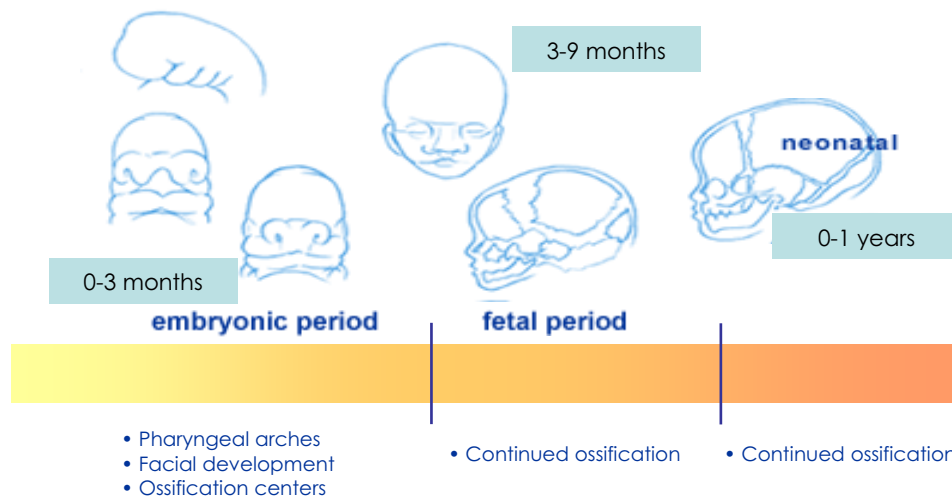 3-9 months
neonatal
0-1 years
0-3 months
embryonic period
fetal period
• Pharyngeal arches
• Facial development
• Ossification centers
• Continued ossification
• Continued ossification